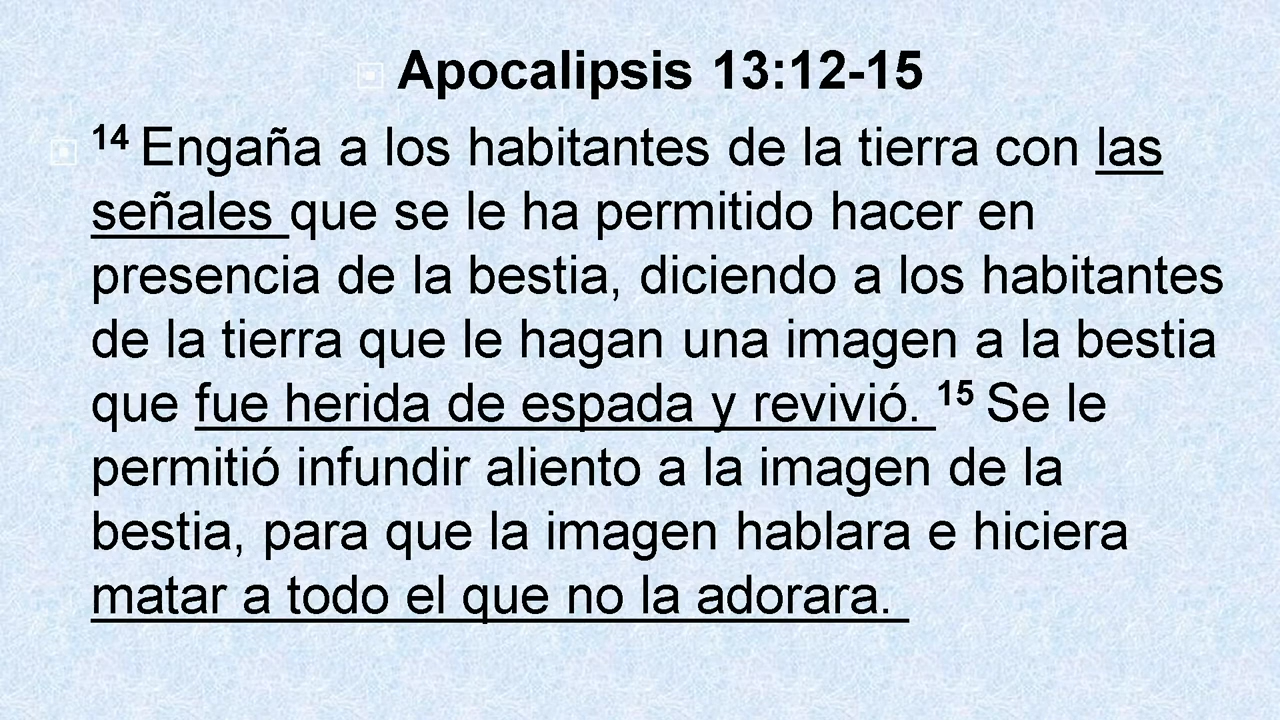 Apocalipsis 13:12-15
14 Engaña a los habitantes de la tierra con las
señales que se le ha permitido hacer en
presencia de la bestia, diciendo a los habitantes
de la tierra que le hagan una imagen a la bestia
que fue herida de espada y revivió. 15 Se le
permitió infundir aliento a la imagen de la
bestia, para que la imagen hablara e hiciera
matar a todo el que no la adorara.